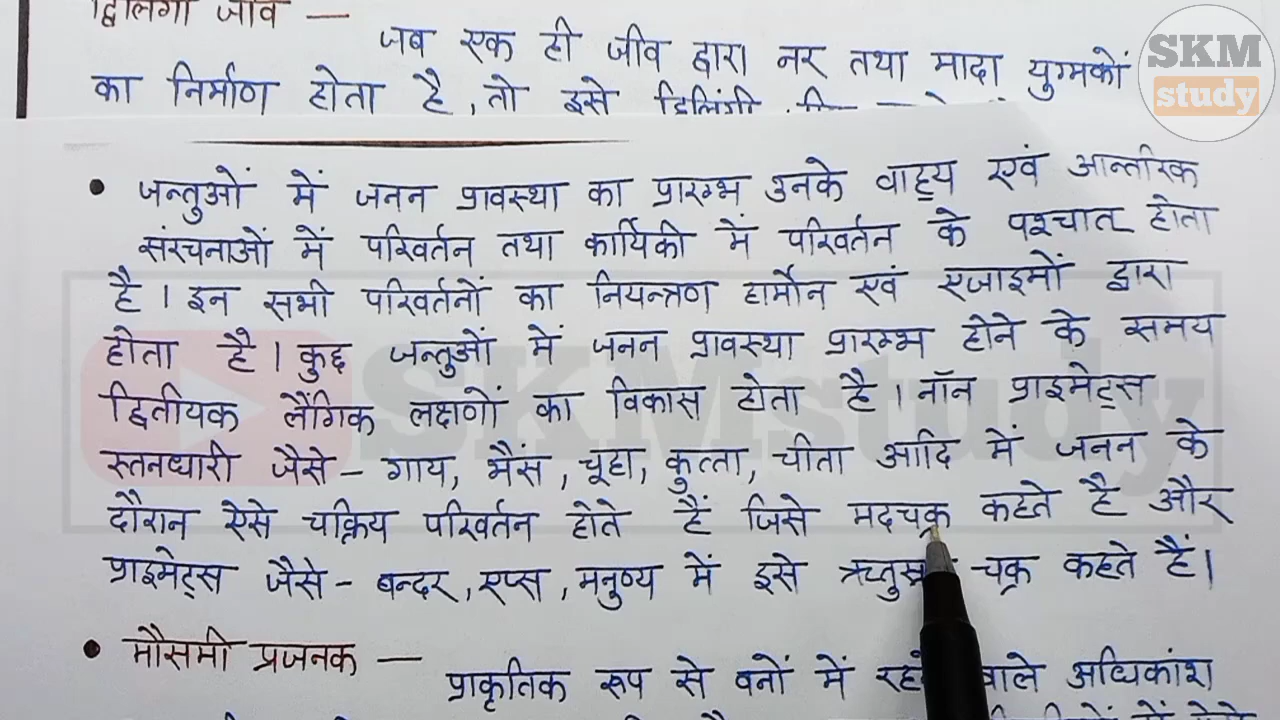 द्विलिंगी जीव —
जब एक ही जीव द्वारा नर तथा मादा युग्मकों
का निर्माण होता है, तो इसे द्विलिंगी
SKM
study
• जन्तुओं में जनन प्रावस्था का प्रारम्भ उनके वाह्य एवं आन्तरिक
संरचनाओं में परिवर्तन तथा कार्यिकी में परिवर्तन के पश्चात होता
है। इन सभी परिवर्तनों का नियन्त्रण हार्मोन एवं एंजाइमों द्वारा
होता है। कुछ जन्तुओं में जनन प्रावस्था प्रारम्भ होने के समय
द्वितीयक लैंगिक लक्षणों का विकास होता है। नॉन प्राइमेट्स
स्तनधारी जैसे - गाय, भैंस, चूहा, कुत्ता, चीता आदि में जनन के
दौरान ऐसे चक्रिय परिवर्तन होते हैं जिसे मदचक्र कहते है और
प्राइमेट्स जैसे - बन्दर, एप्स, मनुष्य में इसे चक्र कहते हैं।
SKMstudy
• मौसमी प्रजनक —
प्राकृतिक रूप से वनों में वाले अधिकांश